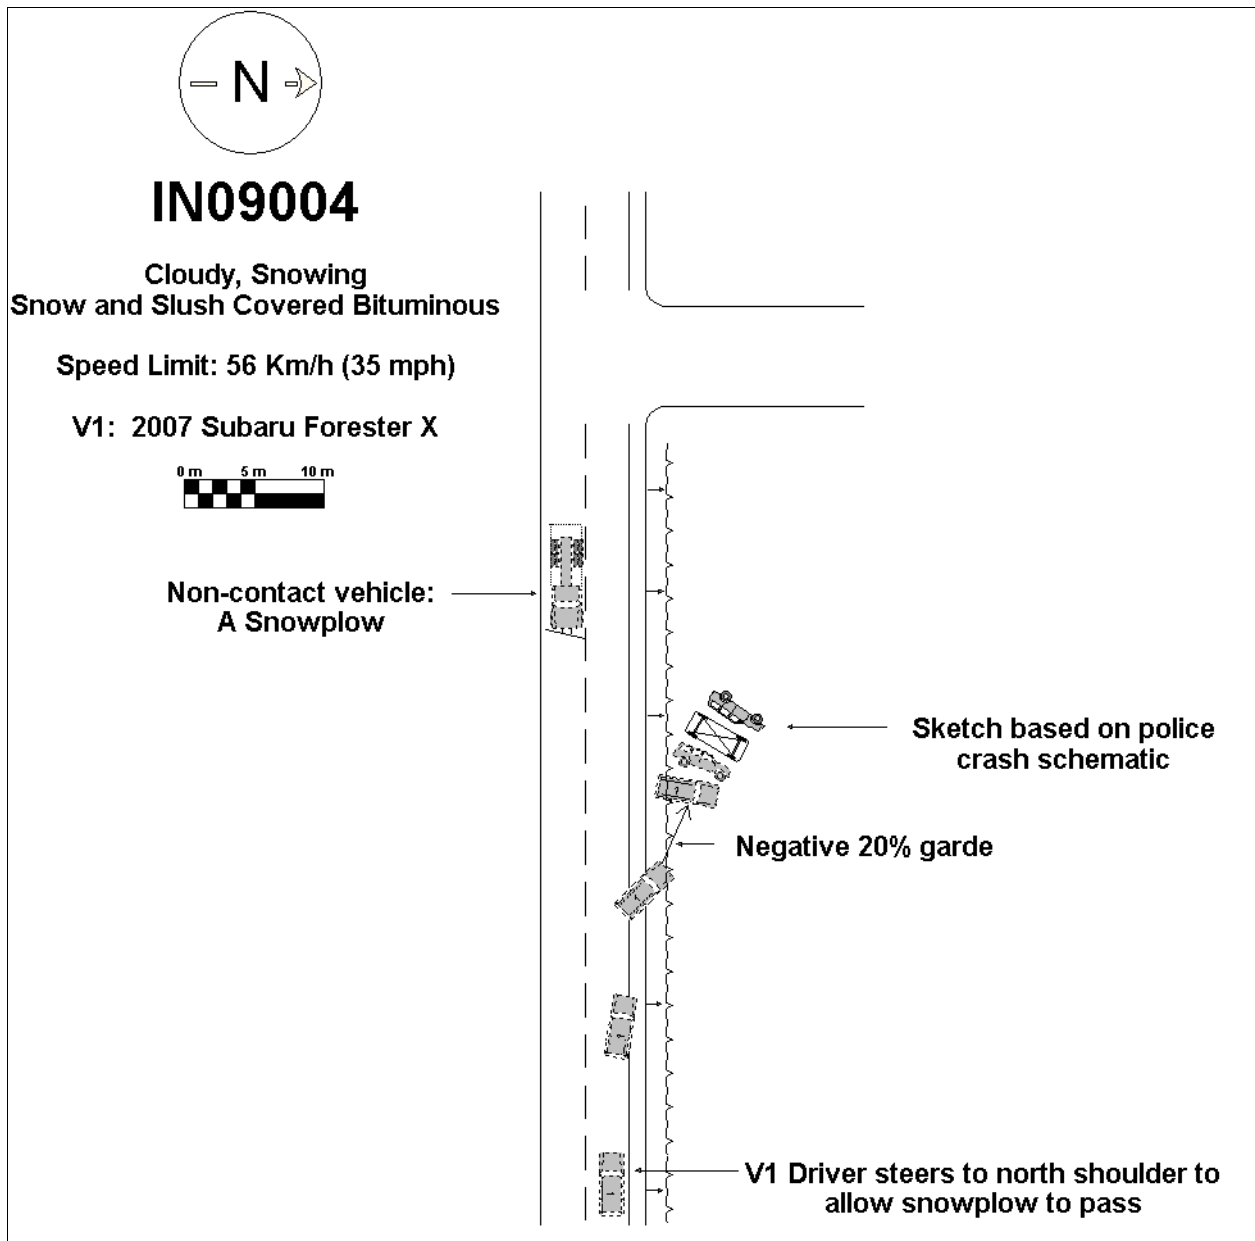 N
IN09004
Cloudy, Snowing
Snow and Slush Covered Bituminous
Speed Limit: 56 Km/h (35 mph)
V1: 2007 Subaru Forester X
0 m 5 m 10 m
Non-contact vehicle:
A Snowplow
Sketch based on police
crash schematic
Negative 20% garde
V1 Driver steers to north shoulder to
allow snowplow to pass